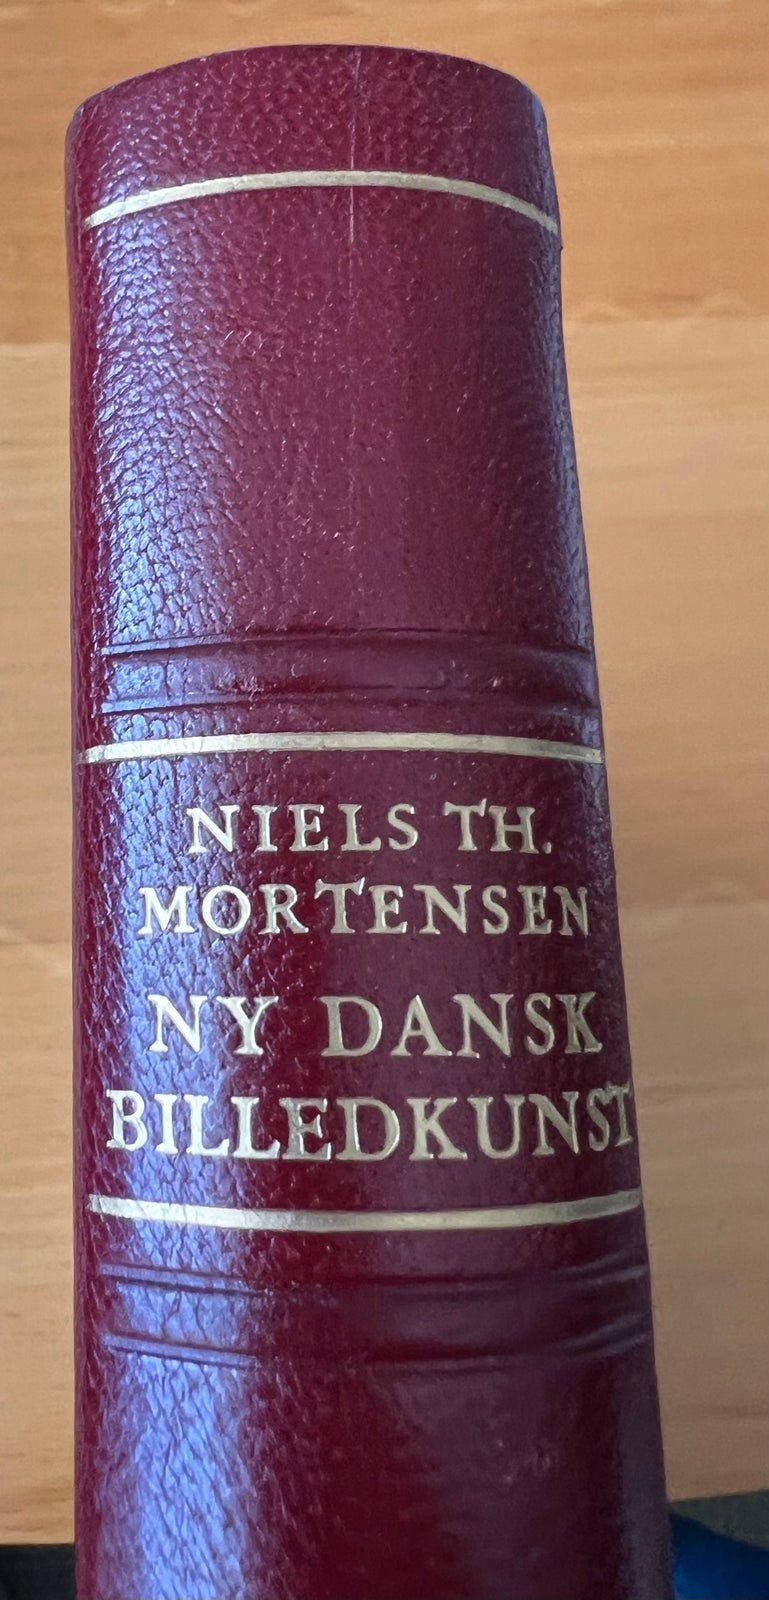 NIELS TH.
MORTENSEN
NY DANSK
BILLEDKUNST